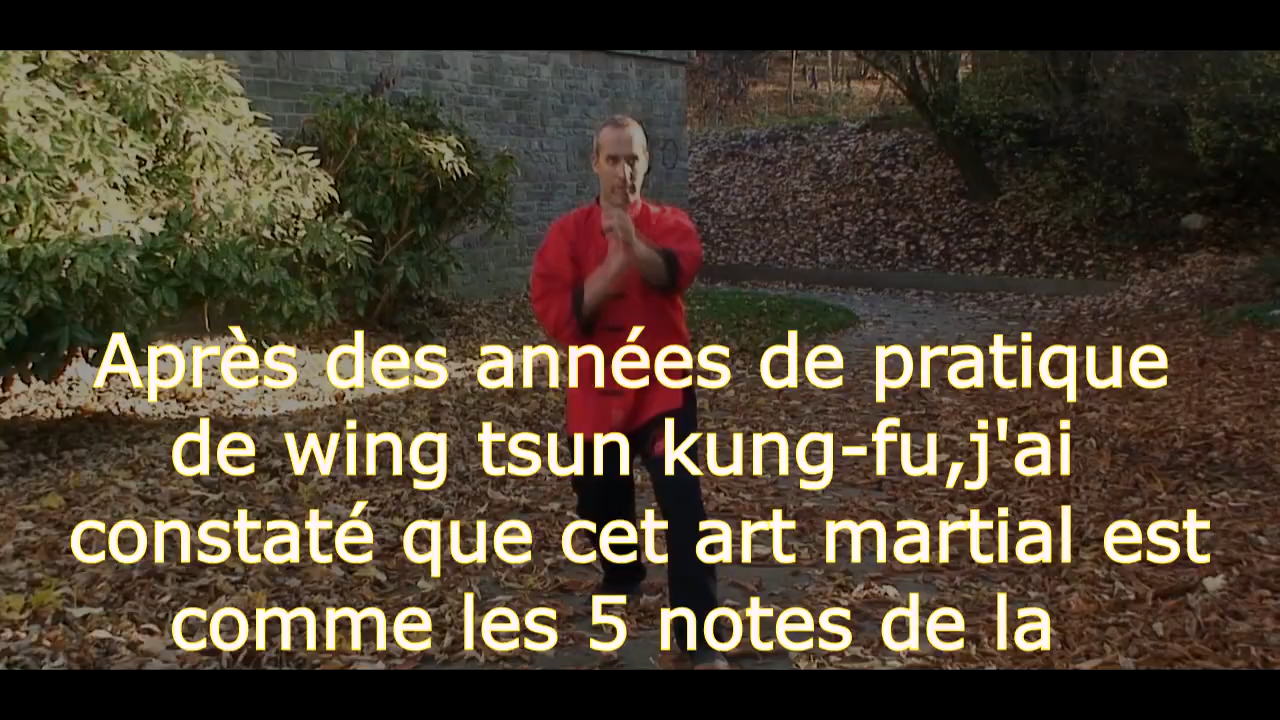 Après des années de pratique
de wing tsun kung-fu,j'ai
constaté que cet art martial est
comme les 5 notes de la